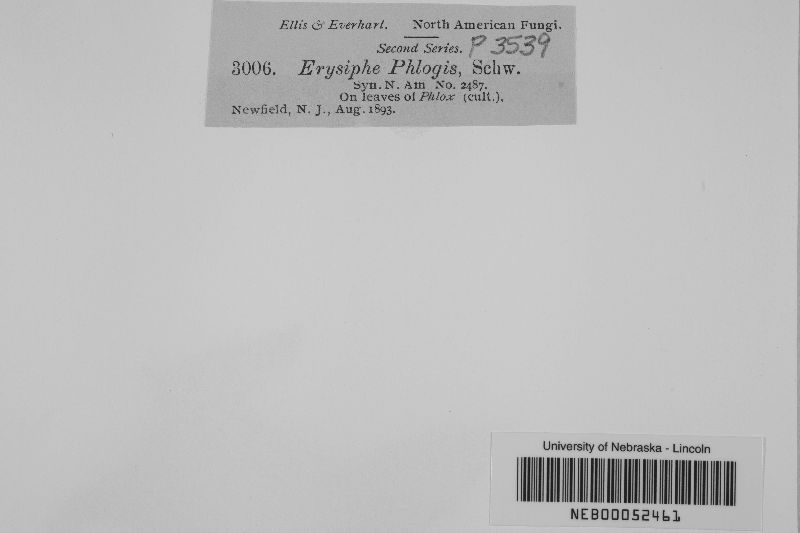 Ellis & Everhart. North American Fungi.
Second Series. P 3539
3006. Erysiphe Phlogis, Schw.
Syn. N. Am No. 2487.
On leaves of Phlox (cult.),
Newfield, N. J., Aug. 1893.
University of Nebraska - Lincoln
NEB00052461